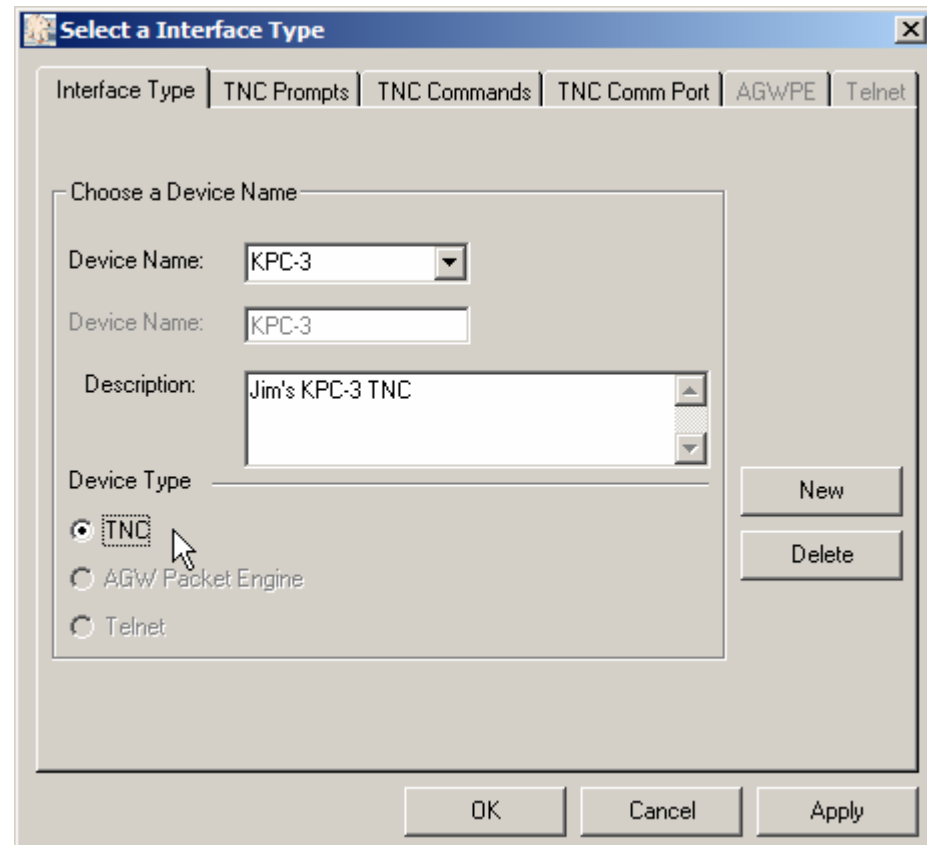 Select a Interface Type
Interface Type TNC Prompts TNC Commands TNC Comm Port AGWPE Telnet
Choose a Device Name
Device Name: KPC-3
Device Name: KPC-3
Description: Jim's KPC-3 TNC
Device Type
New
TNC
Delete
AGW Packet Engine
Telnet
OK Cancel Apply